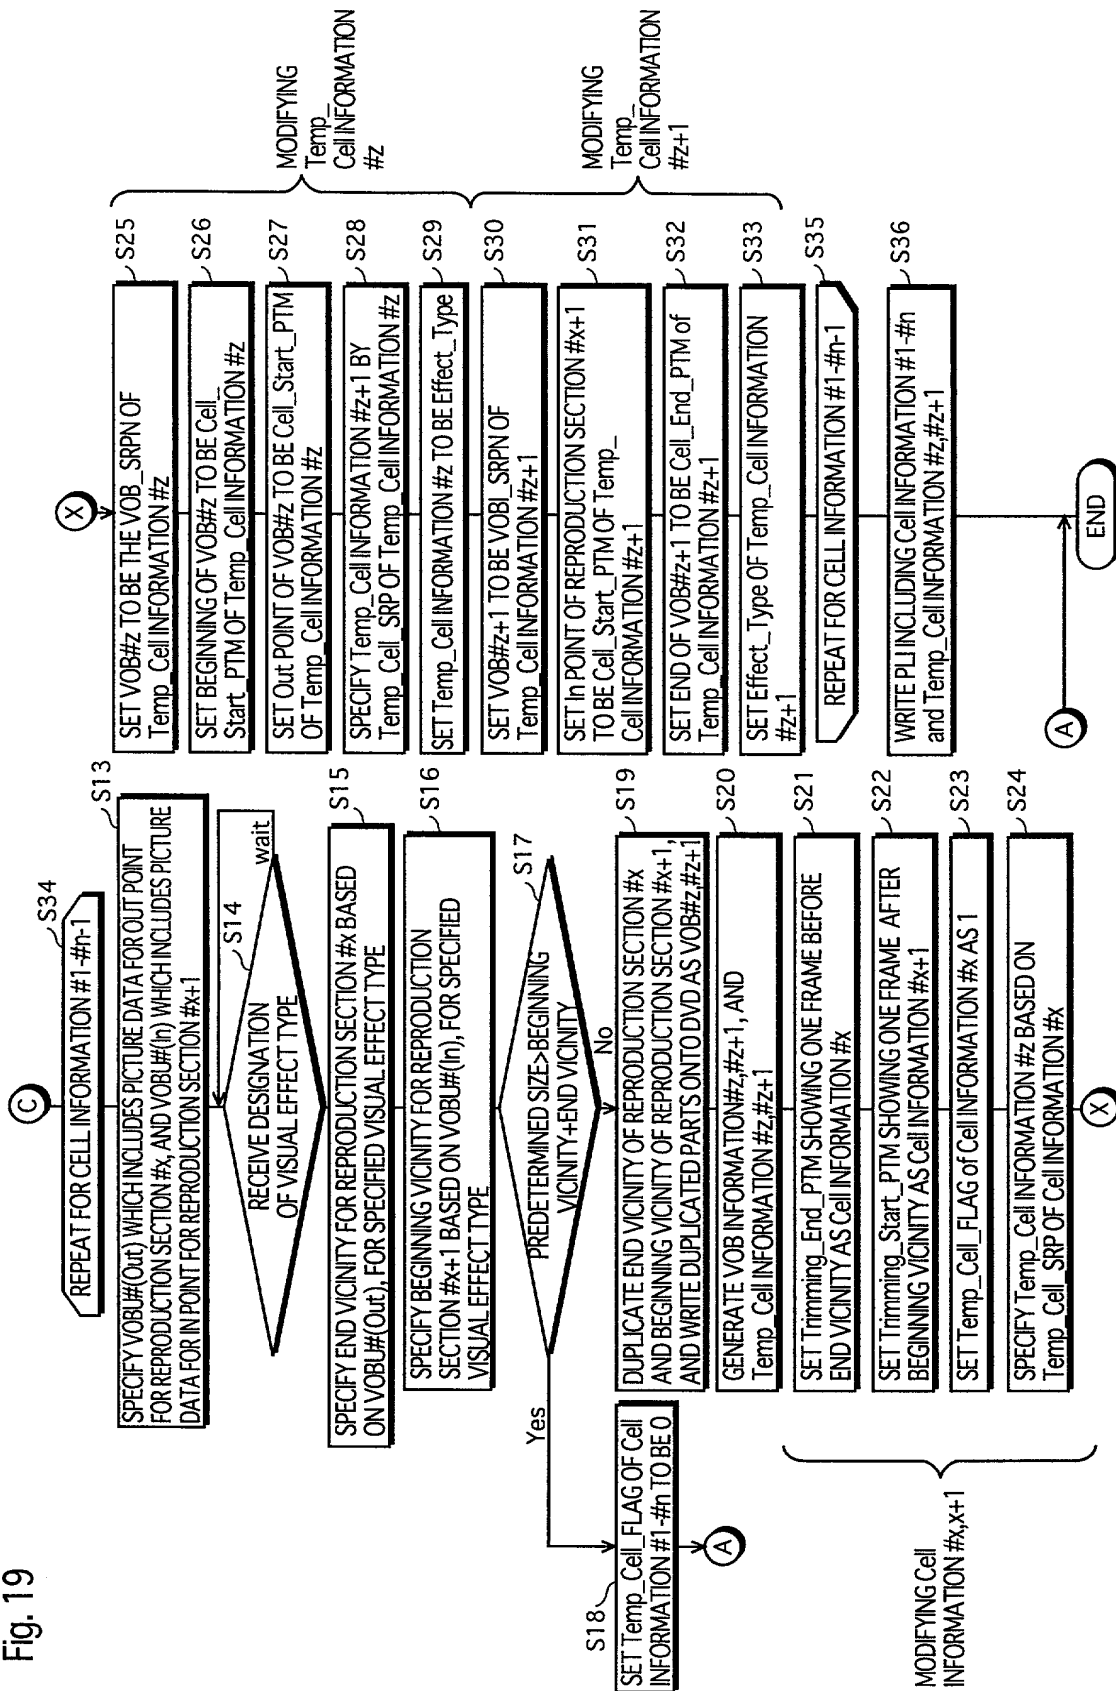 Fig. 19
C
S34
REPEAT FOR CELL INFORMATION #1-#n-1
S13
SPECIFY VOBU#(Out) WHICH INCLUDES PICTURE DATA FOR OUT POINT
FOR REPRODUCTION SECTION #x, AND VOBU#(In) WHICH INCLUDES PICTURE
DATA FOR IN POINT FOR REPRODUCTION SECTION #x+1
S14
wait
RECEIVE DESIGNATION
OF VISUAL EFFECT TYPE
S15
SPECIFY END VICINITY FOR REPRODUCTION SECTION #x BASED
ON VOBU#(Out), FOR SPECIFIED VISUAL EFFECT TYPE
S16
SPECIFY BEGINNING VICINITY FOR REPRODUCTION
SECTION #x+1 BASED ON VOBU#(In), FOR SPECIFIED
VISUAL EFFECT TYPE
S17
PREDETERMINED SIZE>BEGINNING
VICINITY+END VICINITY
Yes
No
S18
SET Temp_Cell_FLAG OF Cell
INFORMATION #1-#n TO BE 0
A
S19
DUPLICATE END VICINITY OF REPRODUCTION SECTION #x
AND BEGINNING VICINITY OF REPRODUCTION SECTION #x+1,
AND WRITE DUPLICATED PARTS ONTO DVD AS VOB#z,#z+1
S20
GENERATE VOB INFORMATION#z,#z+1, AND
Temp_Cell INFORMATION #z,#z+1
S21
SET Trimming_End_PTM SHOWING ONE FRAME BEFORE
END VICINITY AS Cell INFORMATION #x
S22
SET Trimming_Start_PTM SHOWING ONE FRAME AFTER
BEGINNING VICINITY AS Cell INFORMATION #x+1
S23
SET Temp_Cell_FLAG of Cell INFORMATION #x AS 1
S24
SPECIFY Temp_Cell INFORMATION #z BASED ON
Temp_Cell_SRP OF Cell INFORMATION #x
MODIFYING Cell
INFORMATION #x,x+1
X
X
S25
SET VOB#z TO BE THE VOB_SRPN OF
Temp_Cell INFORMATION #z
S26
SET BEGINNING OF VOB#z TO BE Cell_
Start_PTM OF Temp_Cell INFORMATION #z
S27
SET Out POINT OF VOB#z TO BE Cell_Start_PTM
OF Temp_Cell INFORMATION #z
S28
SPECIFY Temp_Cell INFORMATION #z+1 BY
Temp_Cell_SRP OF Temp_Cell INFORMATION #z
S29
SET Temp_Cell INFORMATION #z TO BE Effect_Type
MODIFYING
Temp_
Cell INFORMATION
#z
S30
SET VOB#z+1 TO BE VOBI_SRPN OF
Temp_Cell INFORMATION #z+1
S31
SET In POINT OF REPRODUCTION SECTION #x+1
TO BE Cell_Start_PTM OF Temp_
Cell INFORMATION #z+1
S32
SET END OF VOB#z+1 TO BE Cell_End_PTM of
Temp_Cell INFORMATION #z+1
S33
SET Effect_Type OF Temp_Cell INFORMATION
#z+1
MODIFYING
Temp_
Cell INFORMATION
#z+1
S35
REPEAT FOR CELL INFORMATION #1-#n-1
S36
WRITE PLI INCLUDING Cell INFORMATION #1-#n
and Temp_Cell INFORMATION #z,#z+1
A
END